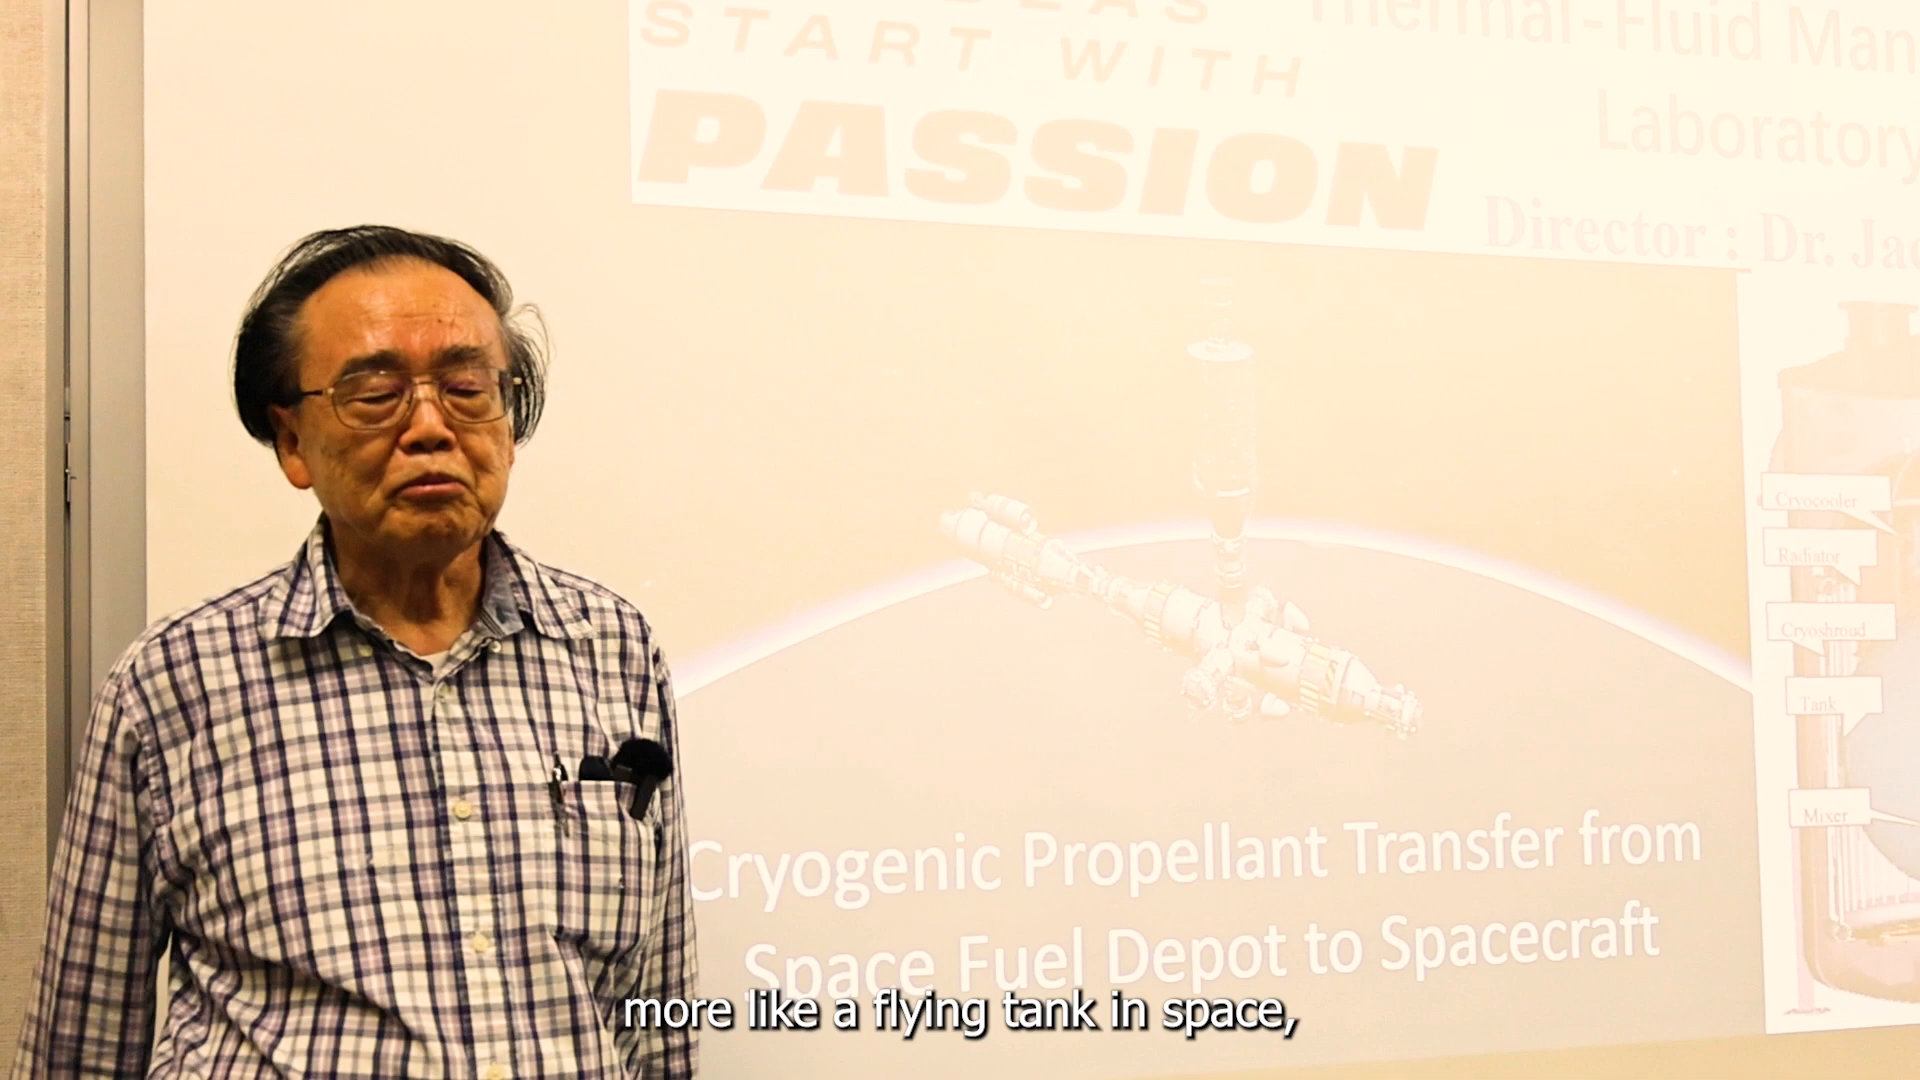 START WITH
PASSION
Thermal-Fluid Man
Laboratory
Director : Dr. Jac
Cryocooler
Radiator
Cryoshroud
Tank
Mixer
Cryogenic Propellant Transfer from
Space Fuel Depot to Spacecraft
more like a flying tank in space,